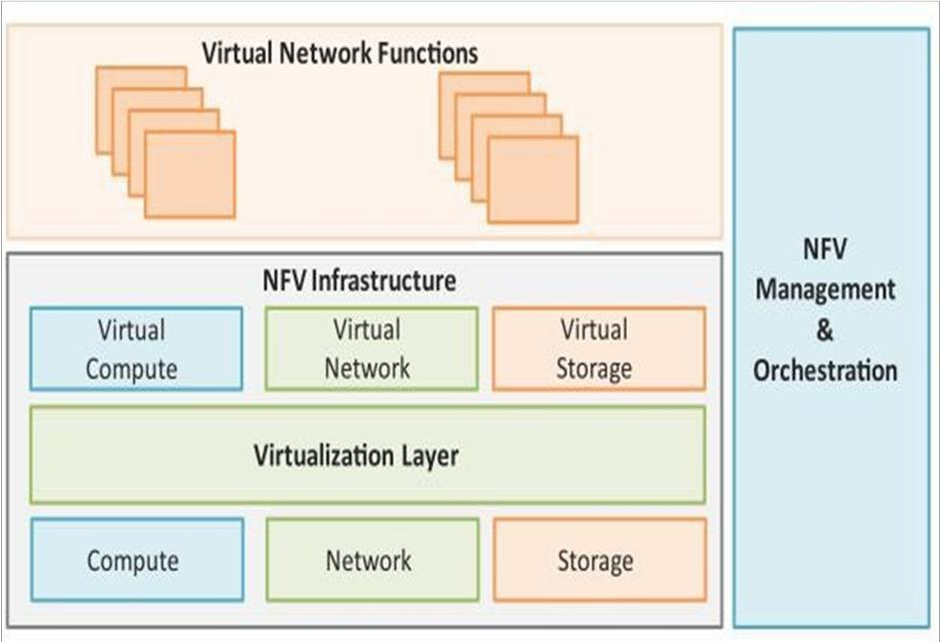 Virtual Network Functions
NFV Infrastructure
Virtual
Compute
Virtual
Network
Virtual
Storage
Virtualization Layer
Compute
Network
Storage
NFV
Management
&
Orchestration